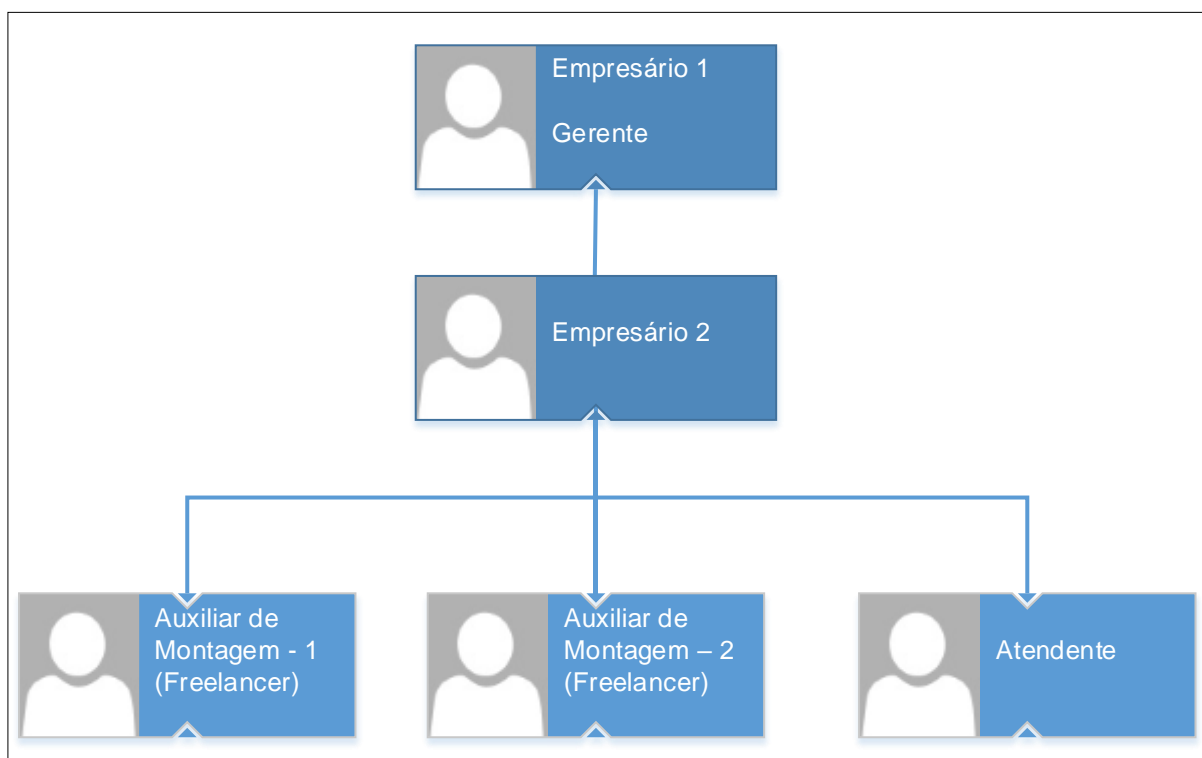 Empresário 1
Gerente
Empresário 2
Auxiliar de
Montagem - 1
(Freelancer)
Auxiliar de
Montagem – 2
(Freelancer)
Atendente